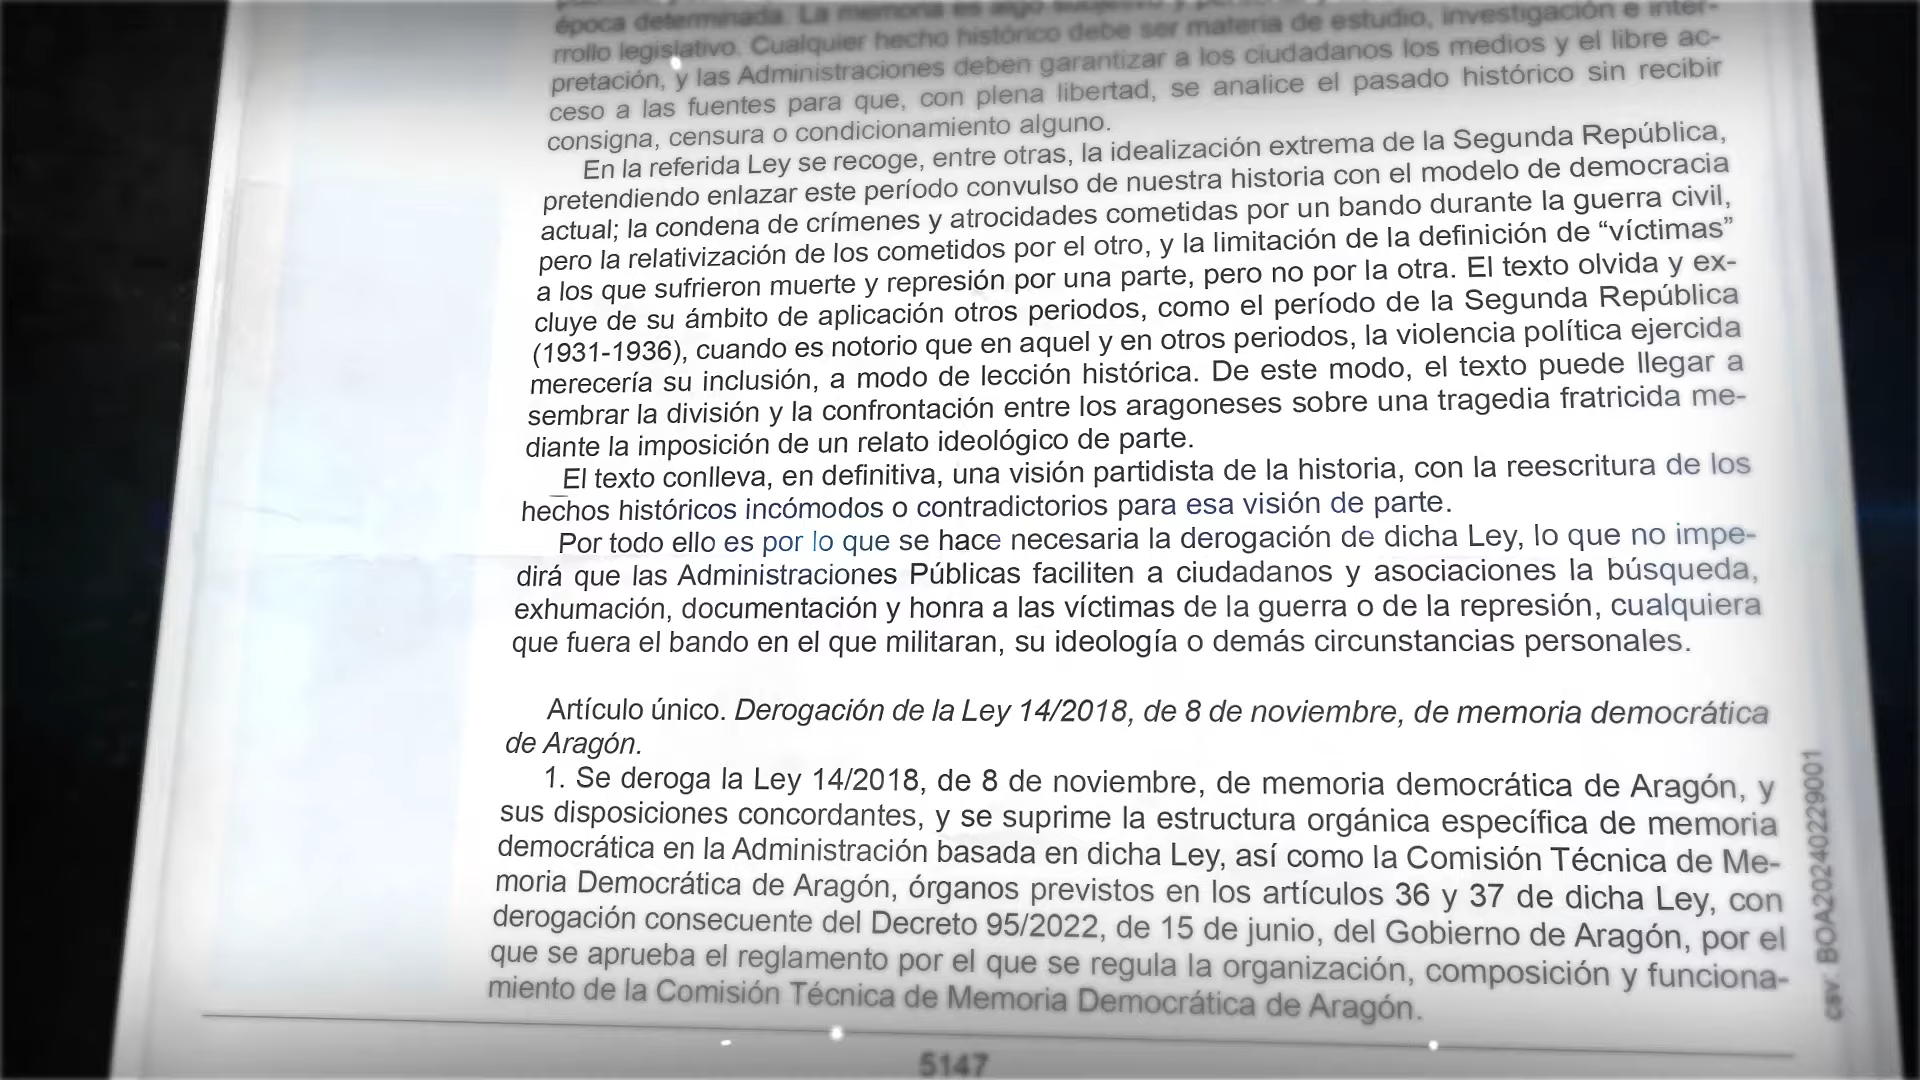 época determinada. La memoria es algo subjetivo y
rrollo legislativo. Cualquier hecho histórico debe ser materia de estudio, investigación e inter-
pretación, y las Administraciones deben garantizar a los ciudadanos los medios y el libre ac-
ceso a las fuentes para que, con plena libertad, se analice el pasado histórico sin recibir
consigna, censura o condicionamiento alguno.
En la referida Ley se recoge, entre otras, la idealización extrema de la Segunda República,
pretendiendo enlazar este período convulso de nuestra historia con el modelo de democracia
actual; la condena de crímenes y atrocidades cometidas por un bando durante la guerra civil,
pero la relativización de los cometidos por el otro, y la limitación de la definición de “víctimas”
a los que sufrieron muerte y represión por una parte, pero no por la otra. El texto olvida y ex-
cluye de su ámbito de aplicación otros periodos, como el período de la Segunda República
(1931-1936), cuando es notorio que en aquel y en otros periodos, la violencia política ejercida
merecería su inclusión, a modo de lección histórica. De este modo, el texto puede llegar a
sembrar la división y la confrontación entre los aragoneses sobre una tragedia fratricida me-
diante la imposición de un relato ideológico de parte.
El texto conlleva, en definitiva, una visión partidista de la historia, con la reescritura de los
hechos históricos incómodos o contradictorios para esa visión de parte.
Por todo ello es por lo que se hace necesaria la derogación de dicha Ley, lo que no impe-
dirá que las Administraciones Públicas faciliten a ciudadanos y asociaciones la búsqueda,
exhumación, documentación y honra a las víctimas de la guerra o de la represión, cualquiera
que fuera el bando en el que militaran, su ideología o demás circunstancias personales.
Artículo único. Derogación de la Ley 14/2018, de 8 de noviembre, de memoria democrática
de Aragón.
1. Se deroga la Ley 14/2018, de 8 de noviembre, de memoria democrática de Aragón, y
sus disposiciones concordantes, y se suprime la estructura orgánica específica de memoria
democrática en la Administración basada en dicha Ley, así como la Comisión Técnica de Me-
moria Democrática de Aragón, órganos previstos en los artículos 36 y 37 de dicha Ley, con
derogación consecuente del Decreto 95/2022, de 15 de junio, del Gobierno de Aragón, por el
que se aprueba el reglamento por el que se regula la organización, composición y funciona-
miento de la Comisión Técnica de Memoria Democrática de Aragón.
csv: BOA20240229001
5147